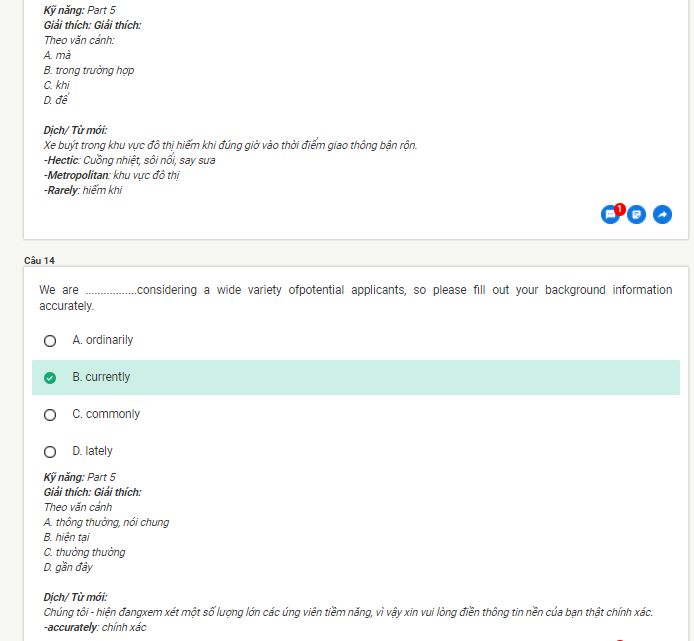 Kỹ năng: Part 5
Giải thích: Giải thích:
Theo văn cảnh:
A. mà
B. trong trường hợp
C. khi
D. để
Dịch/ Từ mới:
Xe buýt trong khu vực đô thị hiếm khi đúng giờ vào thời điểm giao thông bận rộn.
-Hectic: Cuồng nhiệt, sôi nổi, say sưa
-Metropolitan: khu vực đô thị
-Rarely: hiếm khi
1
Câu 14
We are .................considering a wide variety ofpotential applicants, so please fill out your background information
accurately.
A. ordinarily
B. currently
C. commonly
D. lately
Kỹ năng: Part 5
Giải thích: Giải thích:
Theo văn cảnh
A. thông thường, nói chung
B. hiện tại
C. thường thường
D. gần đây
Dịch/ Từ mới:
Chúng tôi - hiện đangxem xét một số lượng lớn các ứng viên tiềm năng, vì vậy xin vui lòng điền thông tin nền của bạn thật chính xác.
-accurately: chính xác